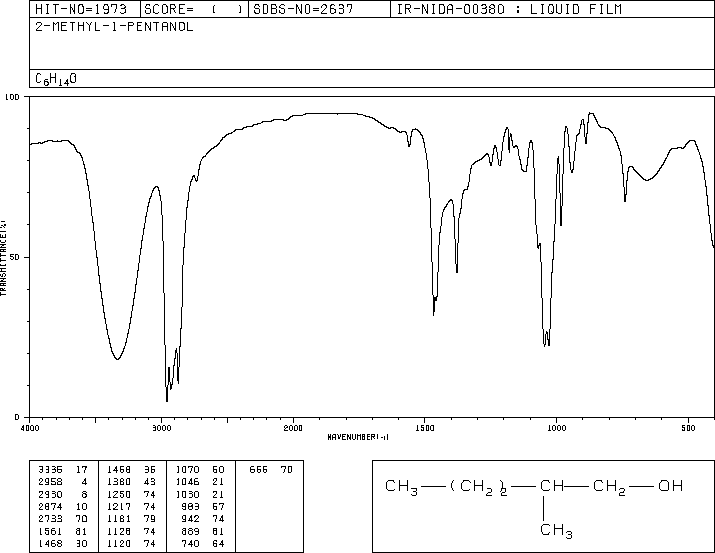 HIT-NO=1973 SCORE= ( ) SDBS-NO=2637 IR-NIDA-00380 : LIQUID FILM
2-METHYL-1-PENTANOL
C6H14O
100
50
0
TRANSMITTANCE(%)
4000 3000 2000 1500 1000 500
WAVENUMBER(-1)
3336 17 1458 36 1070 50 666 70
2958 4 1380 43 1046 21
2930 8 1250 74 1030 21
2874 10 1217 74 983 57
2733 70 1181 79 942 74
1561 81 1128 74 889 81
1468 30 1120 74 740 64
CH3 (CH2)2 CH CH2 OH
CH3